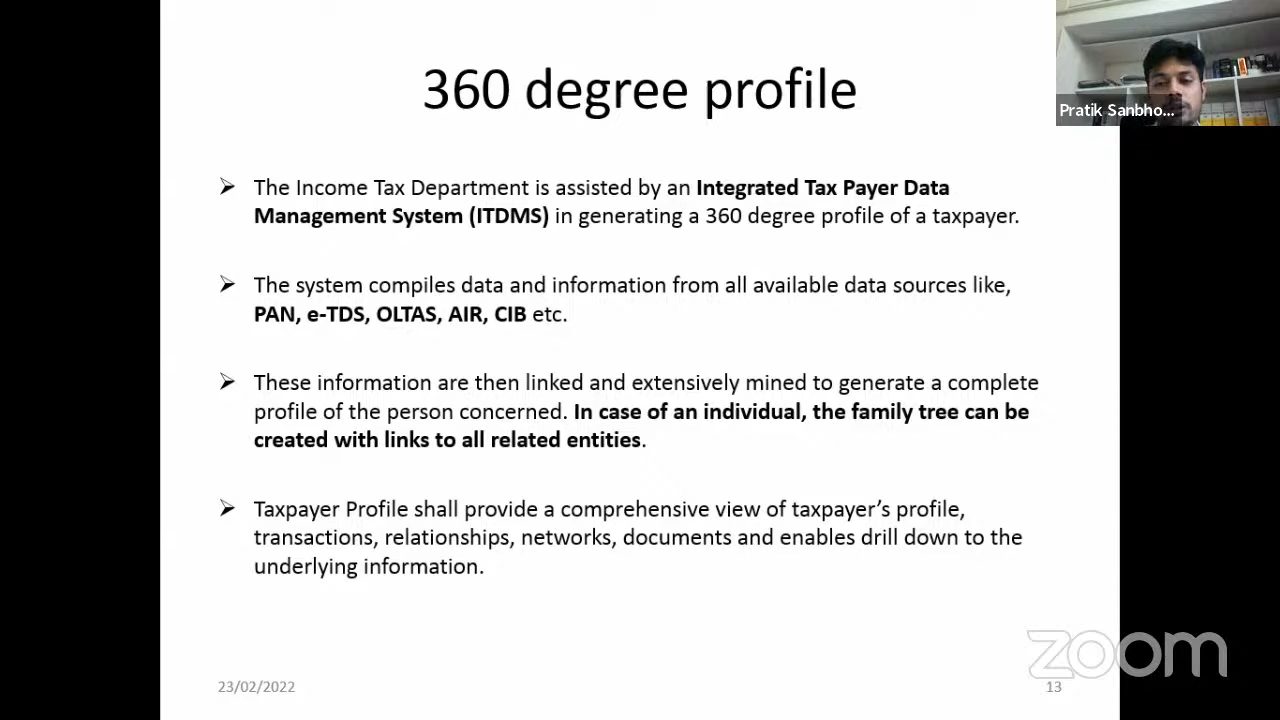 360 degree profile
Pratik Sanbho...
➢ The Income Tax Department is assisted by an Integrated Tax Payer Data
Management System (ITDMS) in generating a 360 degree profile of a taxpayer.
➢ The system compiles data and information from all available data sources like,
PAN, e-TDS, OLTAS, AIR, CIB etc.
➢ These information are then linked and extensively mined to generate a complete
profile of the person concerned. In case of an individual, the family tree can be
created with links to all related entities.
➢ Taxpayer Profile shall provide a comprehensive view of taxpayer’s profile,
transactions, relationships, networks, documents and enables drill down to the
underlying information.
zoom
23/02/2022
13